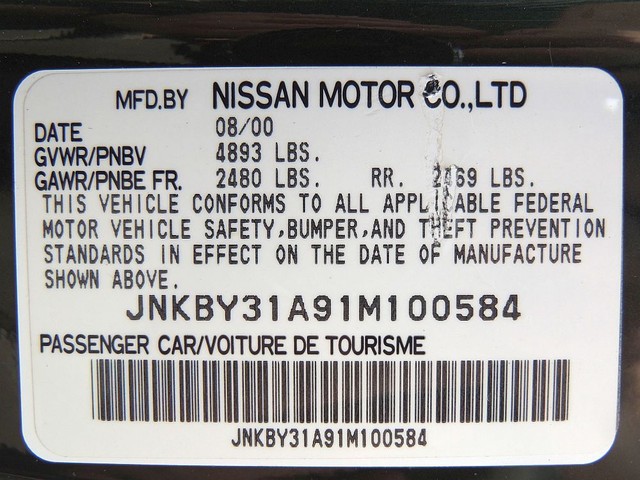 MFD.BY NISSAN MOTOR CO.,LTD
DATE 08/00
GVWR/PNBV 4893 LBS.
GAWR/PNBE FR. 2480 LBS. RR. 2469 LBS.
THIS VEHICLE CONFORMS TO ALL APPLICABLE FEDERAL
MOTOR VEHICLE SAFETY,BUMPER,AND THEFT PREVENTION
STANDARDS IN EFFECT ON THE DATE OF MANUFACTURE
SHOWN ABOVE.
JNKBY31A91M100584
PASSENGER CAR/VOITURE DE TOURISME
JNKBY31A91M100584